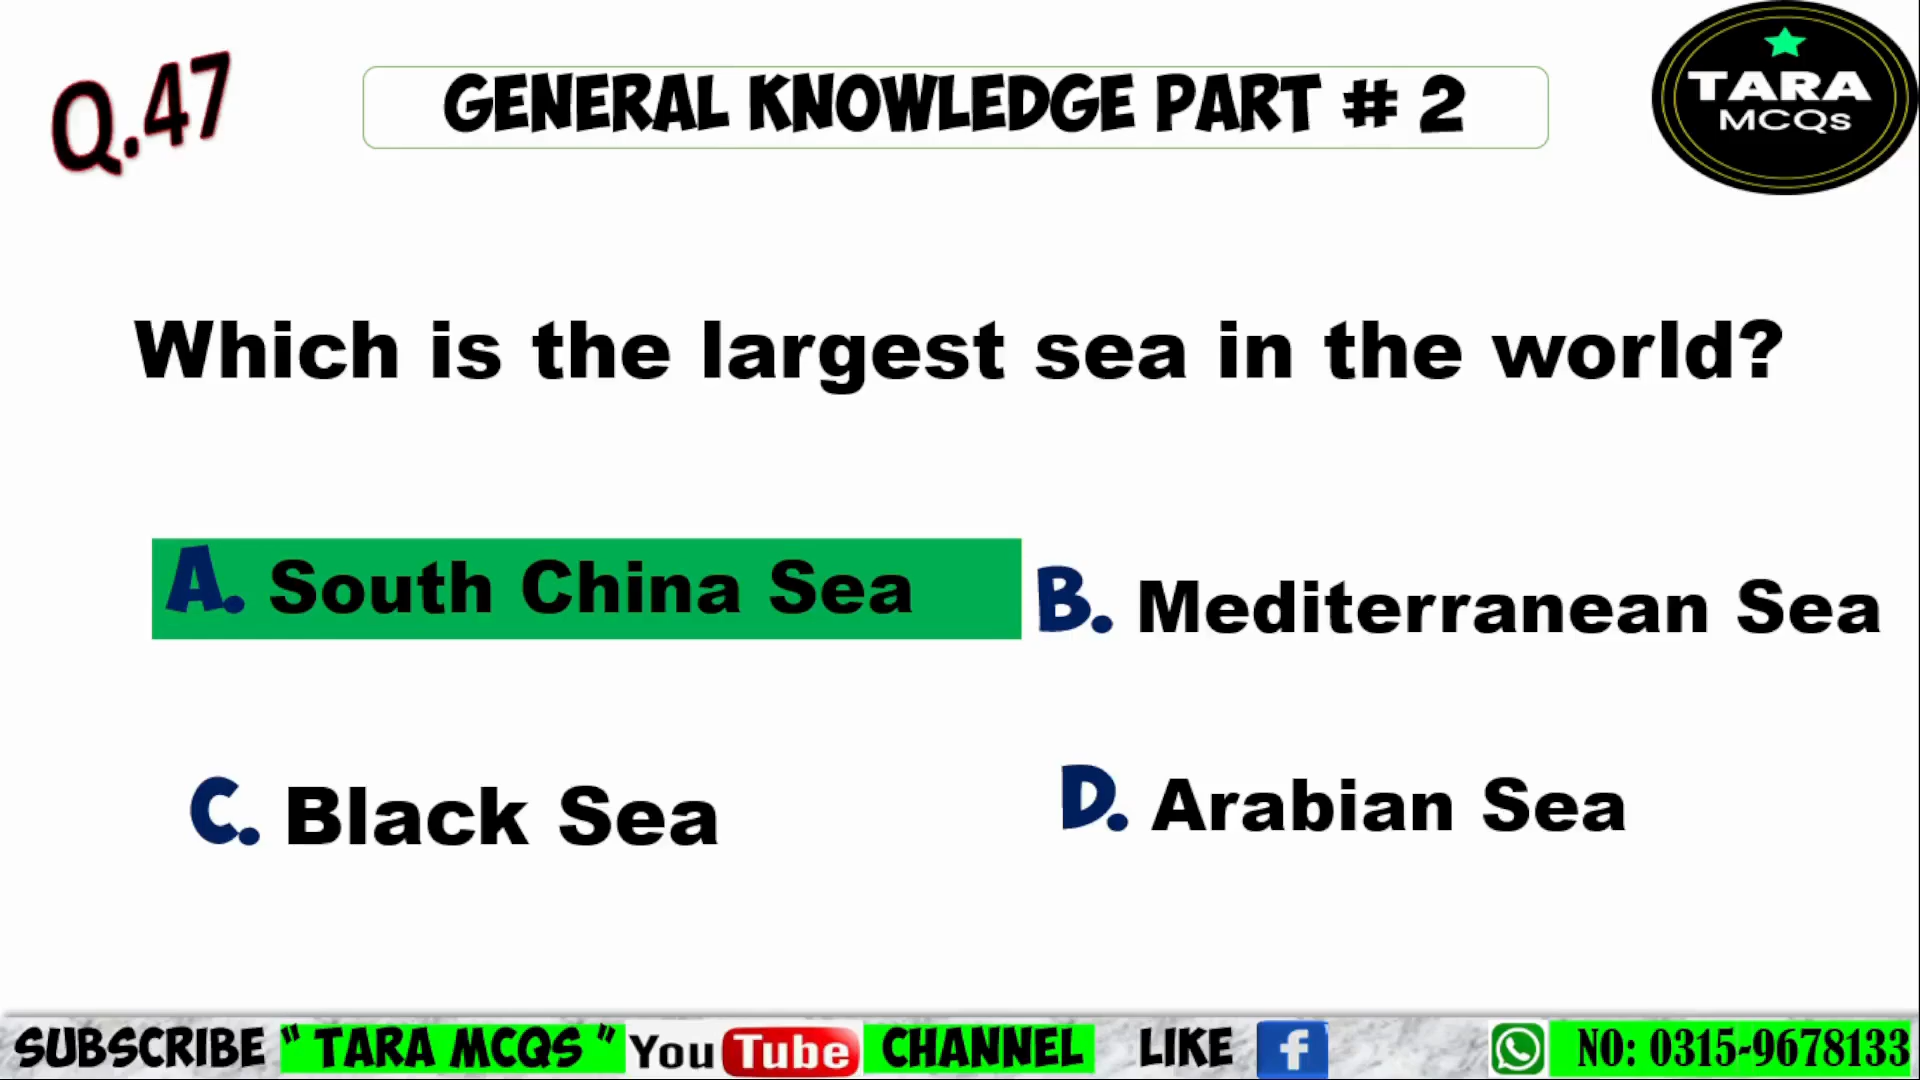 Q.47
GENERAL KNOWLEDGE PART # 2
TARA
MCQs
Which is the largest sea in the world?
A. South China Sea
B. Mediterranean Sea
C. Black Sea
D. Arabian Sea
SUBSCRIBE " TARA MCQS " YouTube CHANNEL LIKE f NO: 0315-9678133